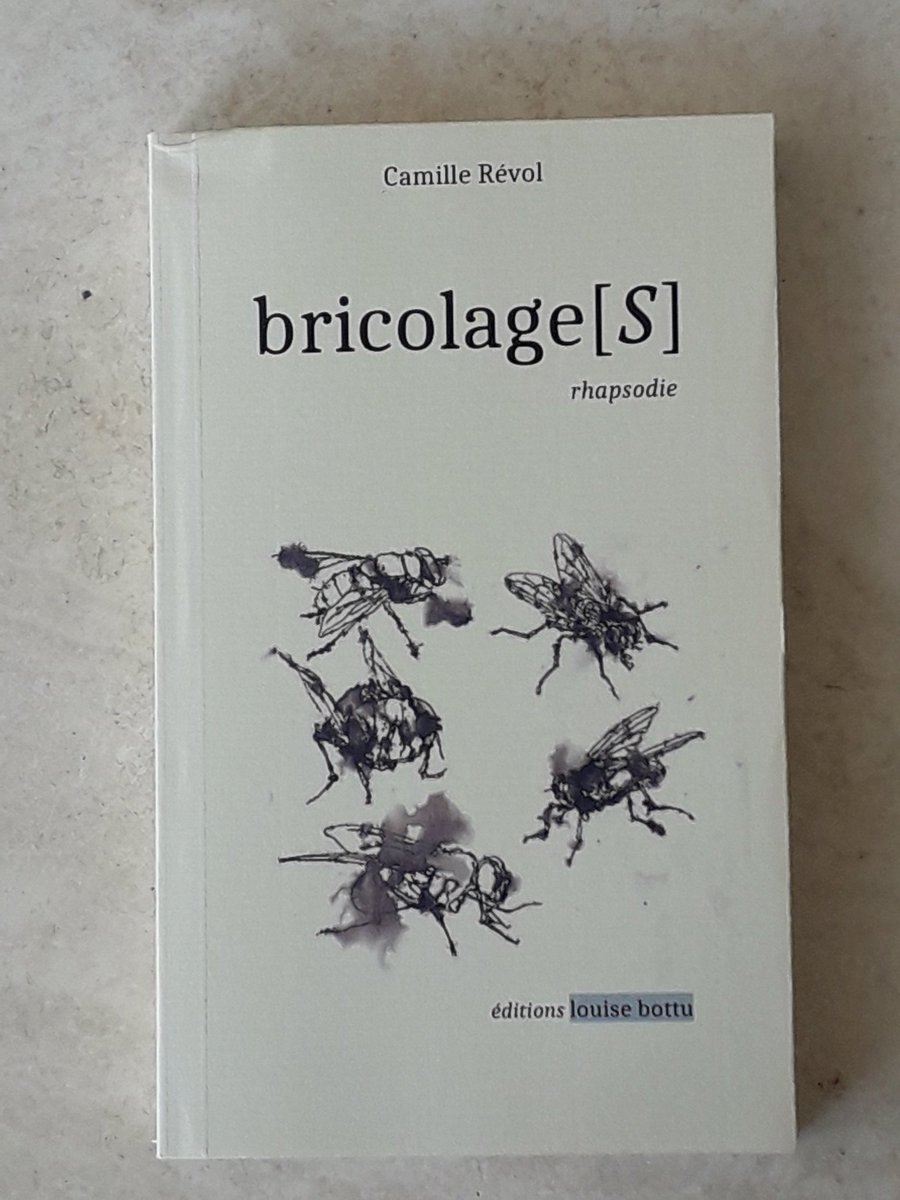 Camille Révol
bricolage[S]
rhapsodie
éditions louise bottu